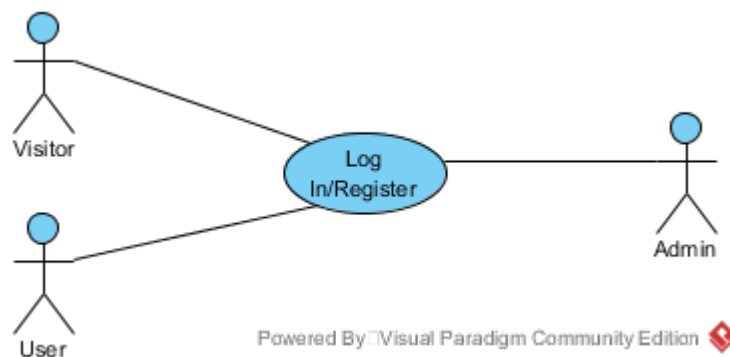 Visitor
Log
In/Register
Admin
User
Powered By Visual Paradigm Community Edition